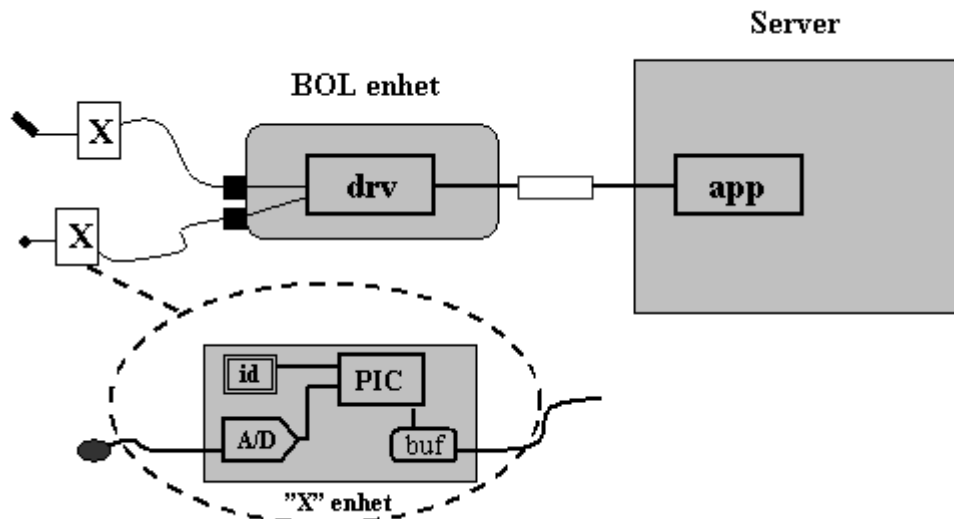 Server
BOL enhet
X
drv
app
X
id
PIC
A/D
buf
"X" enhet